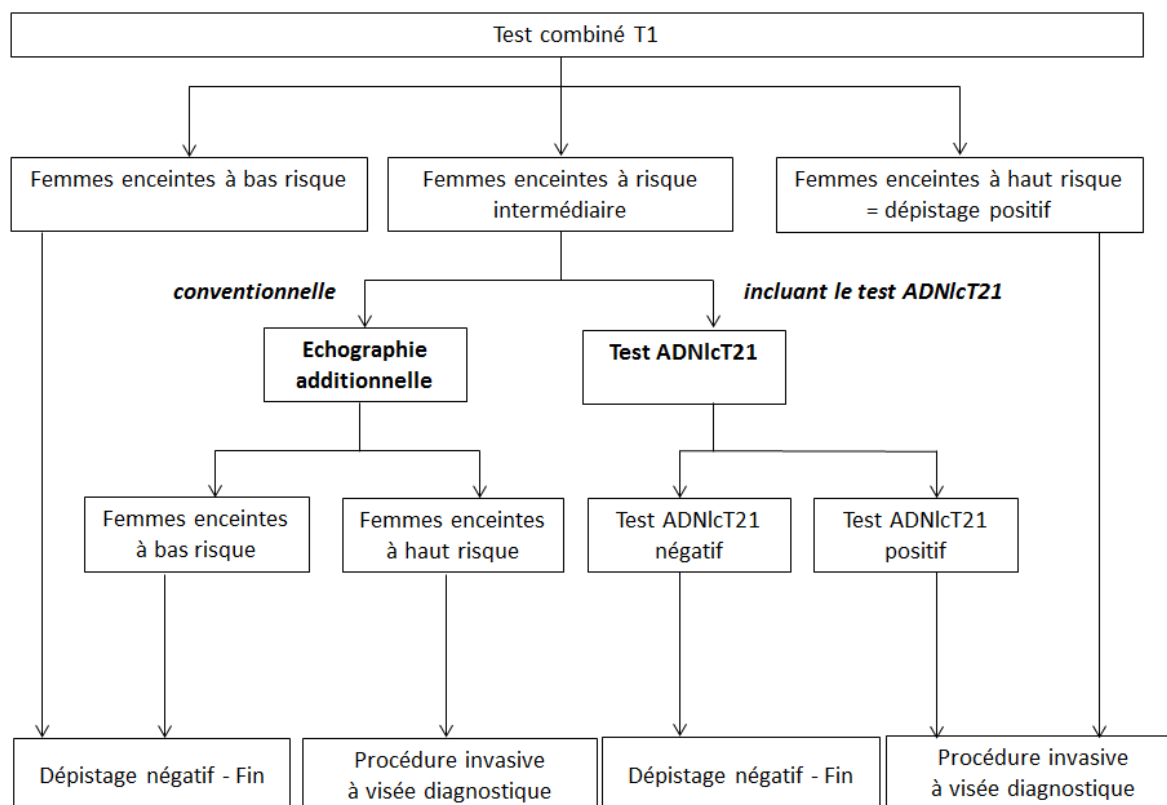 Test combiné T1
Femmes enceintes à bas risque
Femmes enceintes à risque
intermédiaire
Femmes enceintes à haut risque
= dépistage positif
conventionnelle
incluant le test ADNlcT21
Echographie
additionnelle
Test ADNlcT21
Femmes enceintes
à bas risque
Femmes enceintes
à haut risque
Test ADNlcT21
négatif
Test ADNlcT21
positif
Dépistage négatif - Fin
Procédure invasive
à visée diagnostique
Dépistage négatif - Fin
Procédure invasive
à visée diagnostique